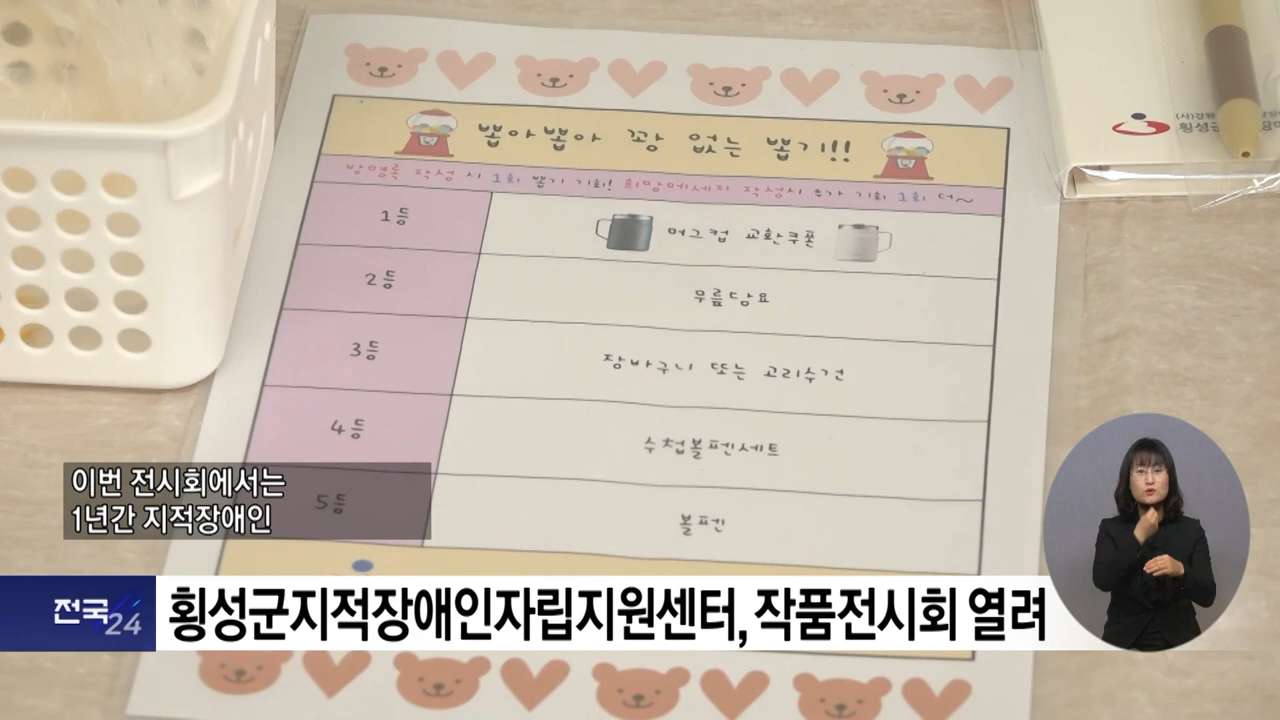 뽑아뽑아 꽝 없는 뽑기!!
방명록 작성 시 1회 뽑기 기회! 희망메세지 작성시 추가 기회 1회 더~
1등 머그컵 교환쿠폰
2등 무릎담요
3등 장바구니 또는 고리수건
4등 수첩볼펜세트
5등 볼펜
이번 전시회에서는
1년간 지적장애인
전국24
횡성군지적장애인자립지원센터, 작품전시회 열려